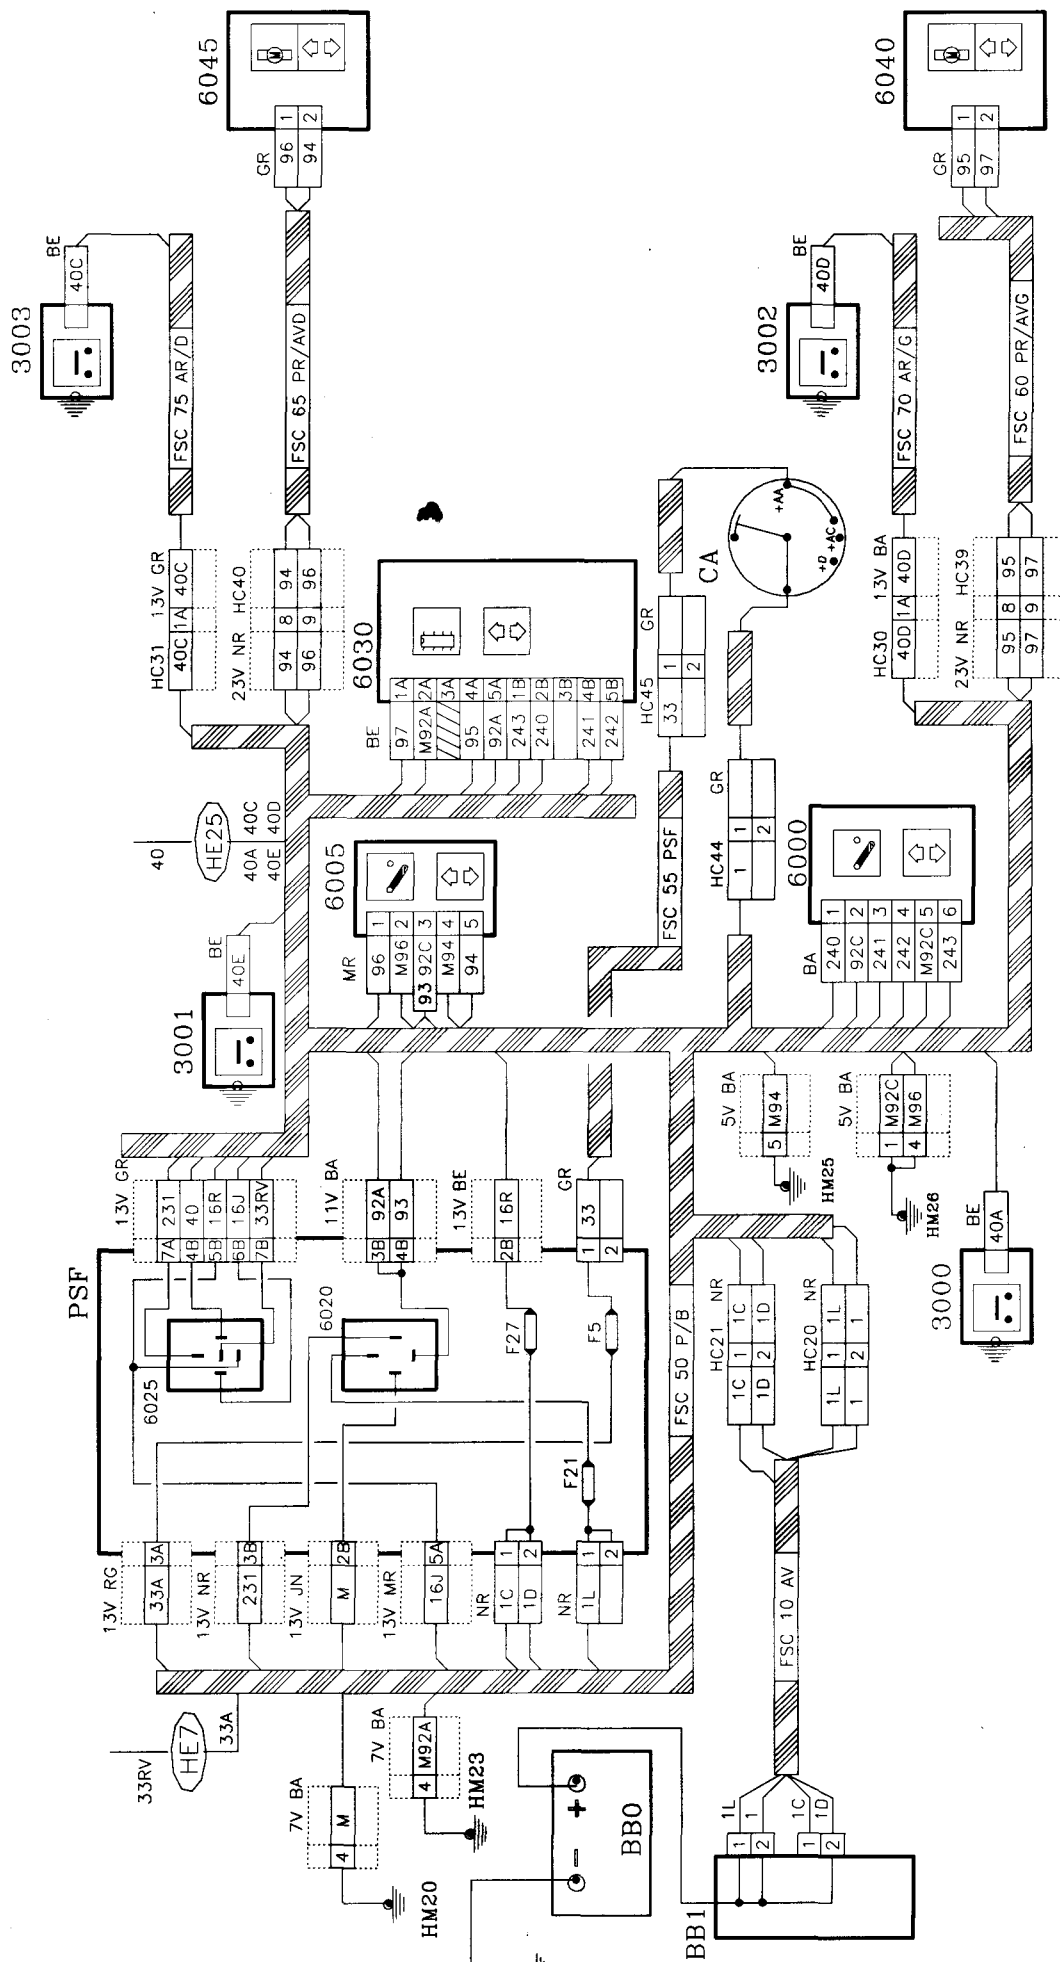 6045
GR
96 1
94 2
3003
BE
40C
FSC 75 AR/D
FSC 65 PR/AVD
HC31 13V GR
40C 1A 40C
23V NR HC40
94 8 94
96 9 96
6040
GR
95 1
97 2
3002
BE
40D
FSC 70 AR/G
FSC 60 PR/AVG
HC30 13V BA
40D 1A 40D
23V NR HC39
95 8 95
97 9 97
CA
+AA
+AC
+D
6030
BE
97 1A
M92A 2A
3A
95 4A
92A 5A
243 1B
240 2B
3B
241 4B
242 5B
HC45 GR
33 1
2
FSC 55 PSF
HC44 GR
1 1
2
40
HE25
40A 40C
40E 40D
6005
MR
96 1
M96 2
93 92C 3
M94 4
94 5
6000
BA
240 1
92C 2
241 3
242 4
M92C 5
243 6
3001
BE
40E
5V BA
5 M94
HM25
5V BA
1 M92C
4 M96
HM26
3000
BE
40A
PSF
13V GR
7A 231
4B 40
5B 16R
6B 16J
7B 33RV
11V BA
3B 92A
4B 93
13V BE
2B 16R
GR
1 33
2
6025
6020
F27
F5
F21
13V RG
33A 3A
13V NR
231 3B
13V JN
M 2B
13V MR
16J 5A
NR
1C 1
1D 2
NR
1L 1
2
FSC 50 P/B
HC21 NR
1C 1 1C
1D 2 1D
HC20 NR
1L 1 1L
1 2 1
FSC 10 AV
33RV
HE7
33A
7V BA
4 M
HM20
7V BA
4 M92A
HM23
+
−
BB0
BB1
1 1L
2 1
1 1C
2 1D
M
M